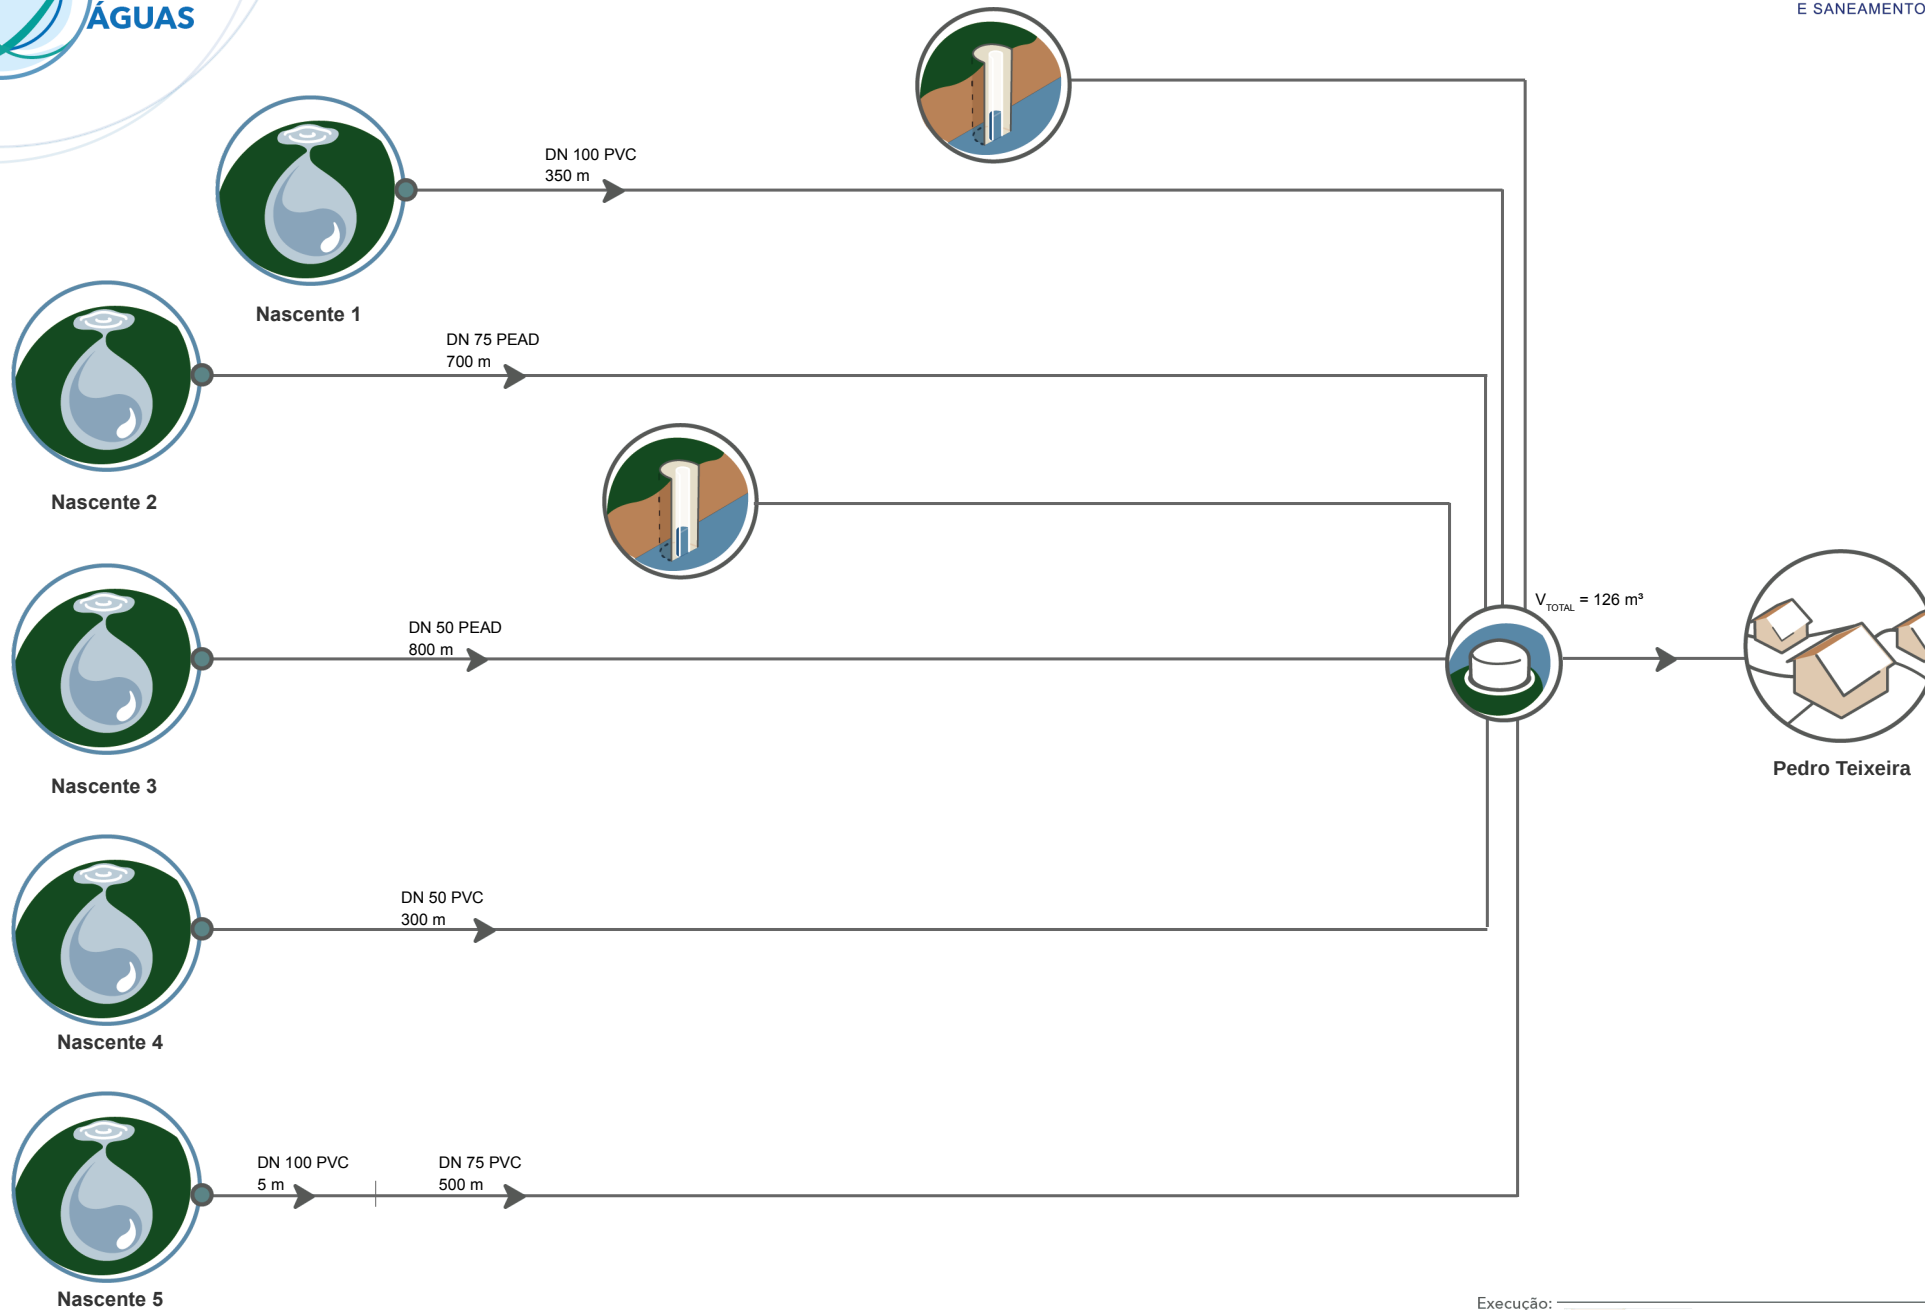 ÁGUAS
E SANEAMENTO
DN 100 PVC
350 m
Nascente 1
DN 75 PEAD
700 m
Nascente 2
DN 50 PEAD
800 m
Nascente 3
V TOTAL = 126 m³
Pedro Teixeira
DN 50 PVC
300 m
Nascente 4
DN 100 PVC
5 m
DN 75 PVC
500 m
Nascente 5
Execução: